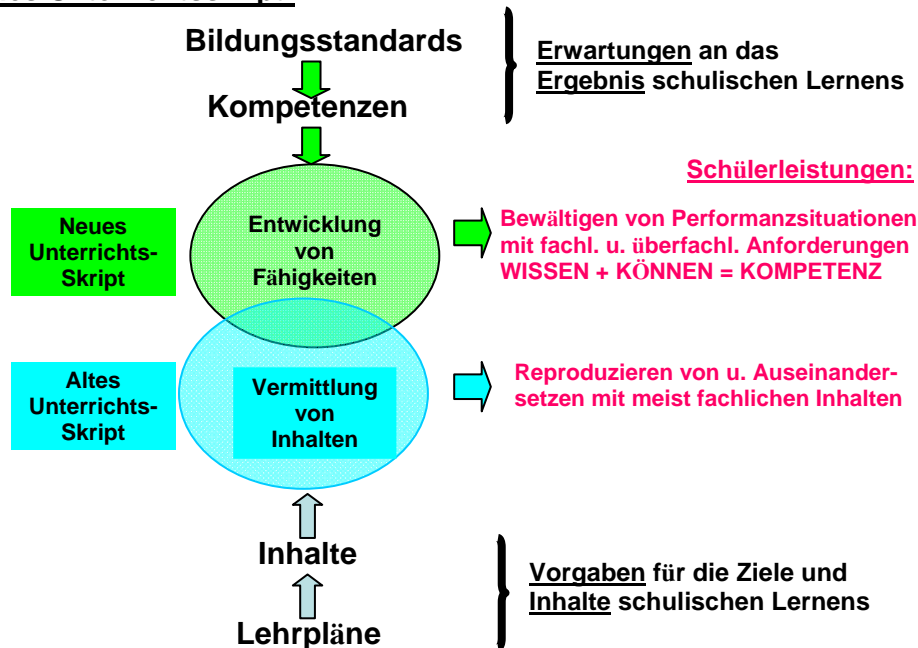 Bildungsstandards
Erwartungen an das
Ergebnis schulischen Lernens
Kompetenzen
Schülerleistungen:
Neues
Unterrichts-
Skript
Entwicklung
von
Fähigkeiten
Bewältigen von Performanzsituationen
mit fachl. u. überfachl. Anforderungen
WISSEN + KÖNNEN = KOMPETENZ
Altes
Unterrichts-
Skript
Vermittlung
von
Inhalten
Reproduzieren von u. Auseinander-
setzen mit meist fachlichen Inhalten
Inhalte
Lehrpläne
Vorgaben für die Ziele und
Inhalte schulischen Lernens